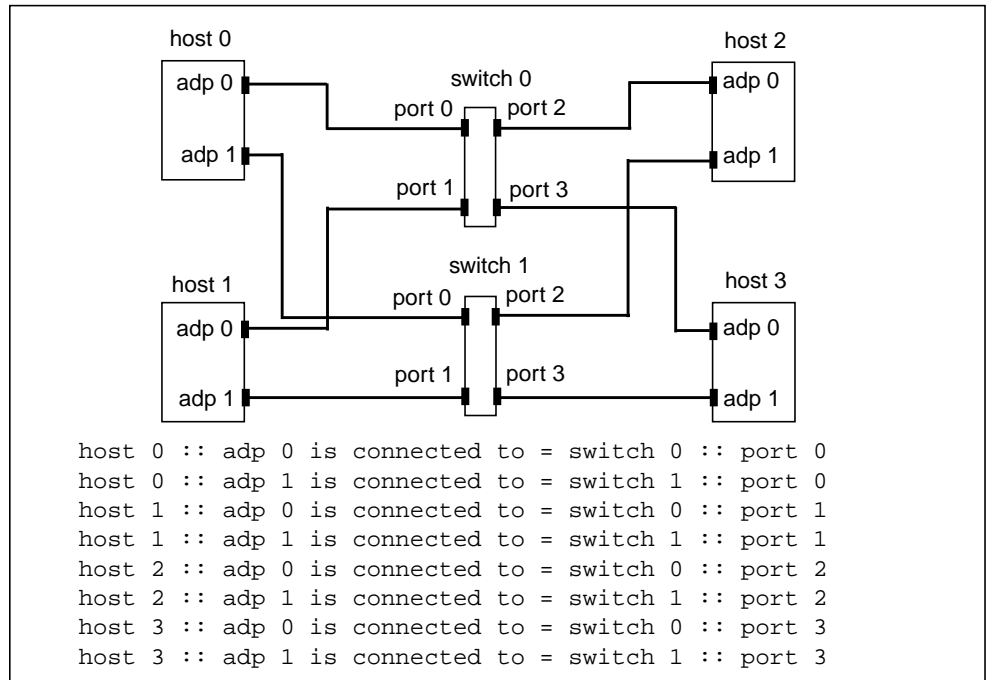 host 0
host 2
adp 0
switch 0
adp 0
port 0
port 2
adp 1
adp 1
port 1
port 3
switch 1
host 1
host 3
port 0
port 2
adp 0
adp 0
port 1
port 3
adp 1
adp 1
host 0 :: adp 0 is connected to = switch 0 :: port 0
host 0 :: adp 1 is connected to = switch 1 :: port 0
host 1 :: adp 0 is connected to = switch 0 :: port 1
host 1 :: adp 1 is connected to = switch 1 :: port 1
host 2 :: adp 0 is connected to = switch 0 :: port 2
host 2 :: adp 1 is connected to = switch 1 :: port 2
host 3 :: adp 0 is connected to = switch 0 :: port 3
host 3 :: adp 1 is connected to = switch 1 :: port 3